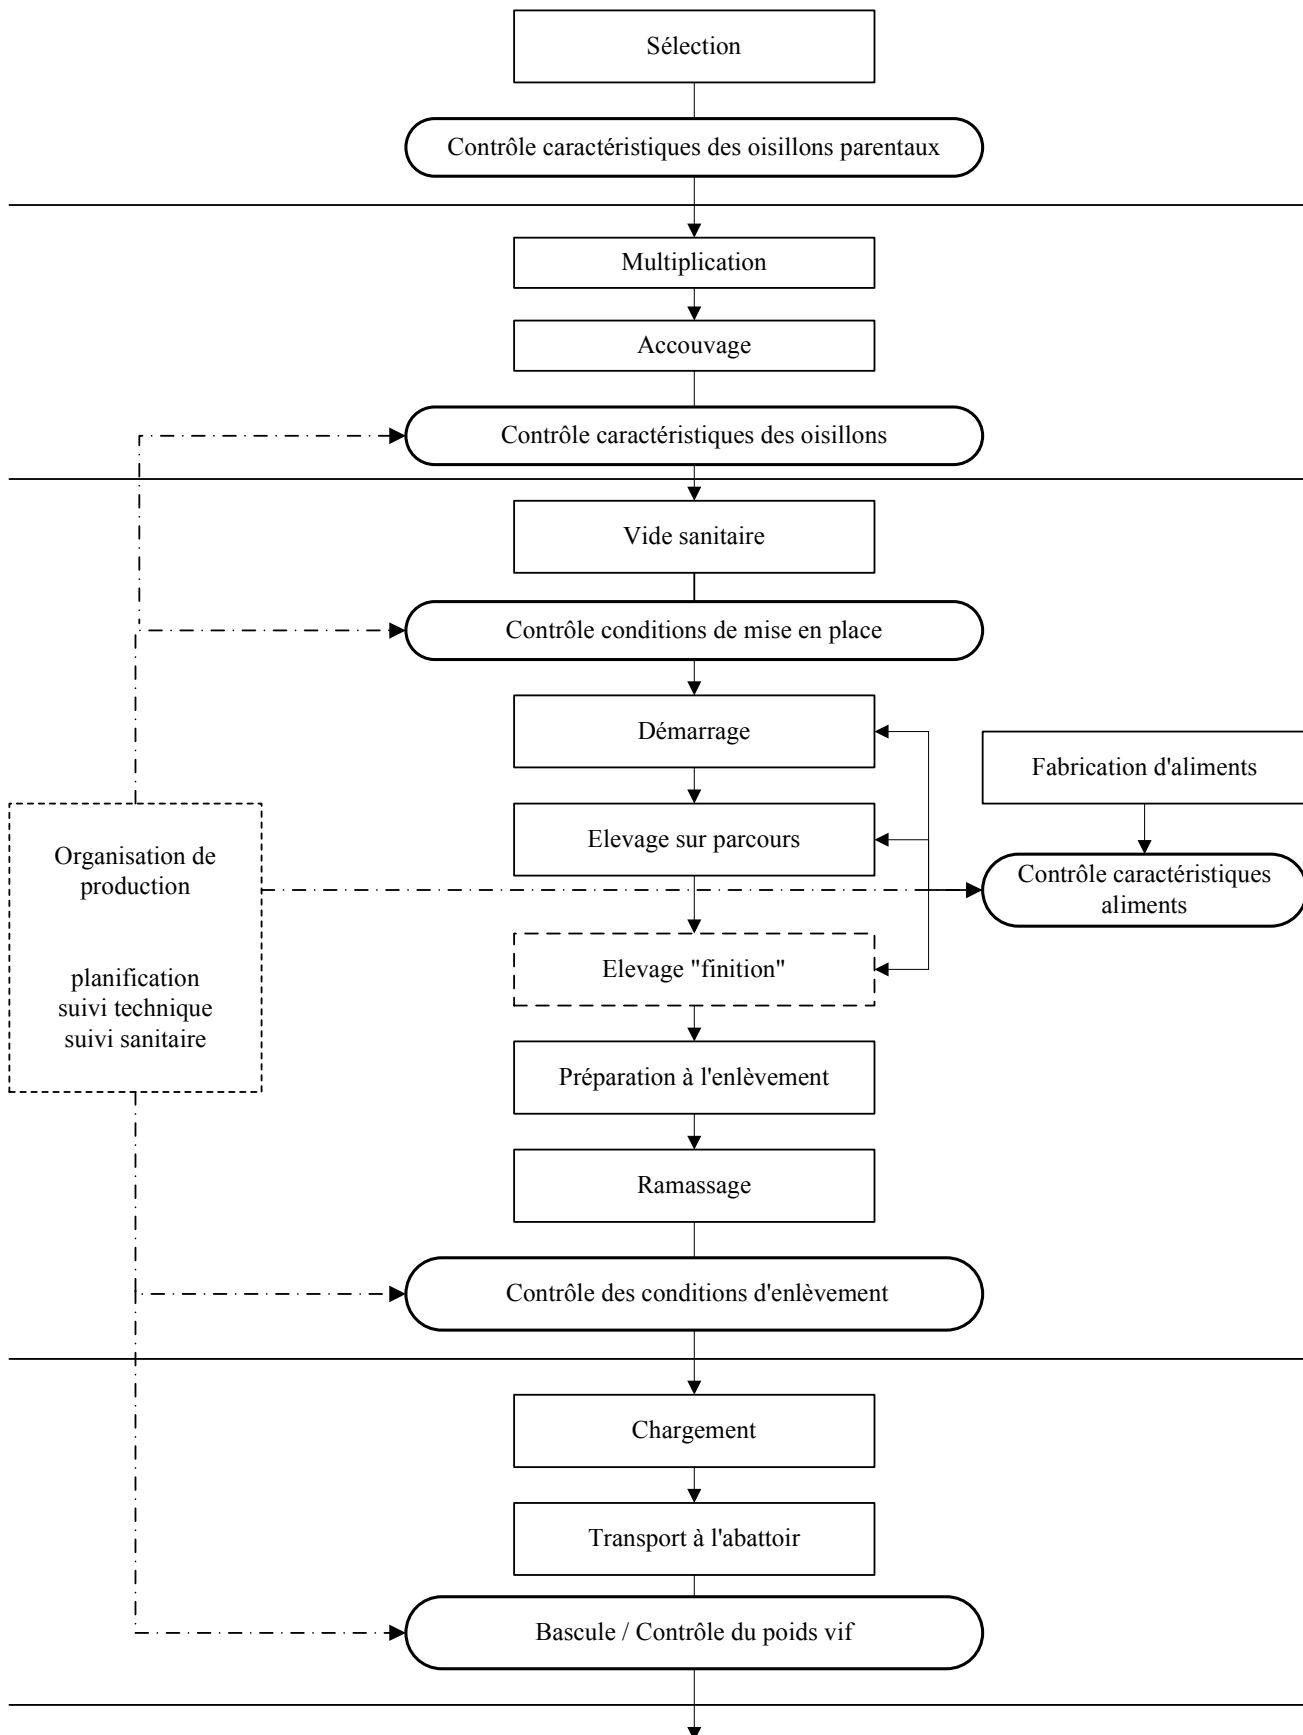 Sélection
Contrôle caractéristiques des oisillons parentaux
Multiplication
Accouvage
Contrôle caractéristiques des oisillons
Vide sanitaire
Contrôle conditions de mise en place
Démarrage
Fabrication d'aliments
Elevage sur parcours
Organisation de
production
Contrôle caractéristiques
aliments
Elevage "finition"
planification
suivi technique
suivi sanitaire
Préparation à l'enlèvement
Ramassage
Contrôle des conditions d'enlèvement
Chargement
Transport à l'abattoir
Bascule / Contrôle du poids vif